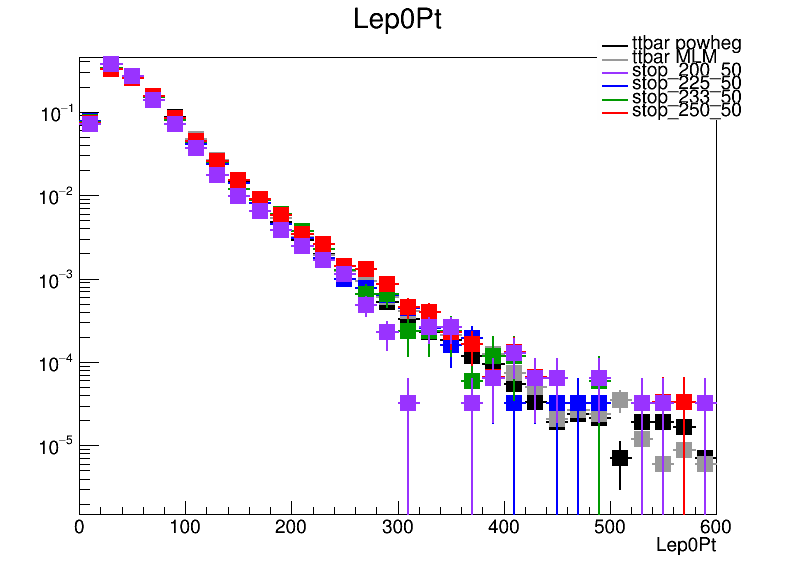 Lep0Pt
ttbar powheg
ttbar MLM
stop_200_50
stop_225_50
stop_233_50
stop_250_50
10⁻¹
10⁻²
10⁻³
10⁻⁴
10⁻⁵
0 100 200 300 400 500 600
Lep0Pt